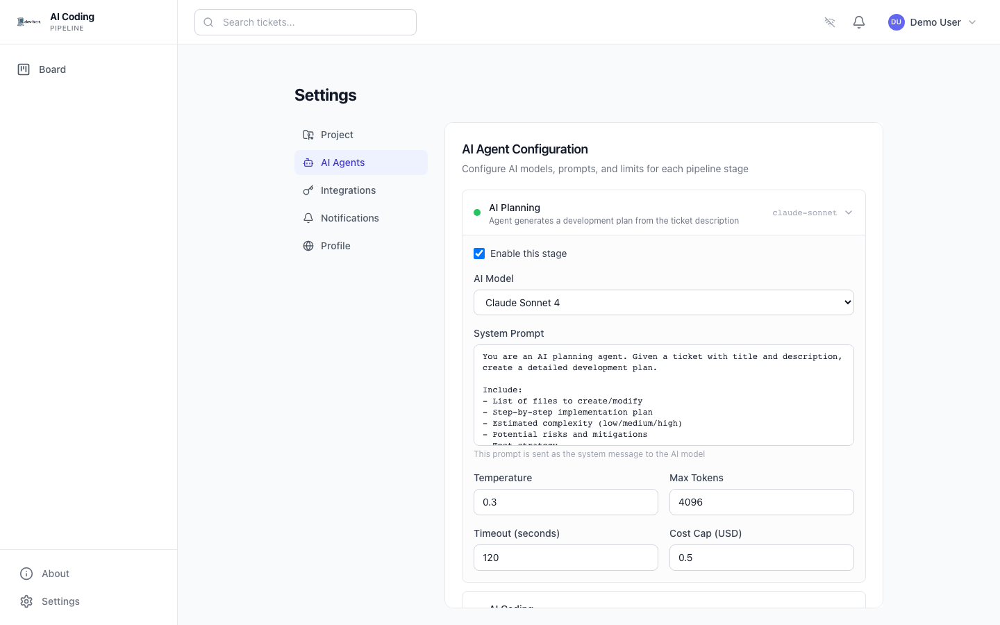 dev-bot
AI Coding
PIPELINE
Search tickets...
DU
Demo User
Board
Settings
Project
AI Agents
Integrations
Notifications
Profile
AI Agent Configuration
Configure AI models, prompts, and limits for each pipeline stage
AI Planning
Agent generates a development plan from the ticket description
claude-sonnet
Enable this stage
AI Model
Claude Sonnet 4
System Prompt
You are an AI planning agent. Given a ticket with title and description,
create a detailed development plan.
Include:
- List of files to create/modify
- Step-by-step implementation plan
- Estimated complexity (low/medium/high)
- Potential risks and mitigations
- Test strategy
This prompt is sent as the system message to the AI model
Temperature
Max Tokens
0.3
4096
Timeout (seconds)
Cost Cap (USD)
120
0.5
AI Coding
About
Settings